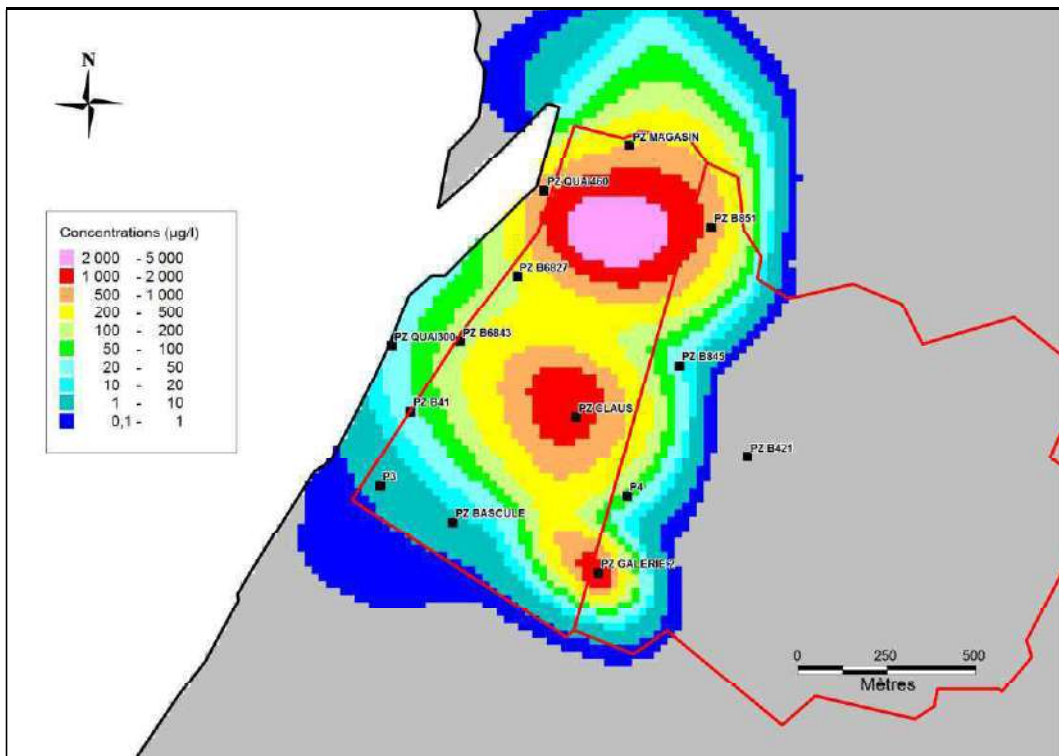 N
PZ MAGASIN
PZ QUAI460
PZ B851
Concentrations (µg/l)
2 000 - 5 000
1 000 - 2 000
500 - 1 000
200 - 500
100 - 200
50 - 100
20 - 50
10 - 20
1 - 10
0,1 - 1
PZ B6827
PZ QUAI300
PZ B6843
PZ B845
PZ B41
PZ CLAUS
PZ B421
P3
P4
PZ BASCULE
PZ GALERIE2
0 250 500
Mètres